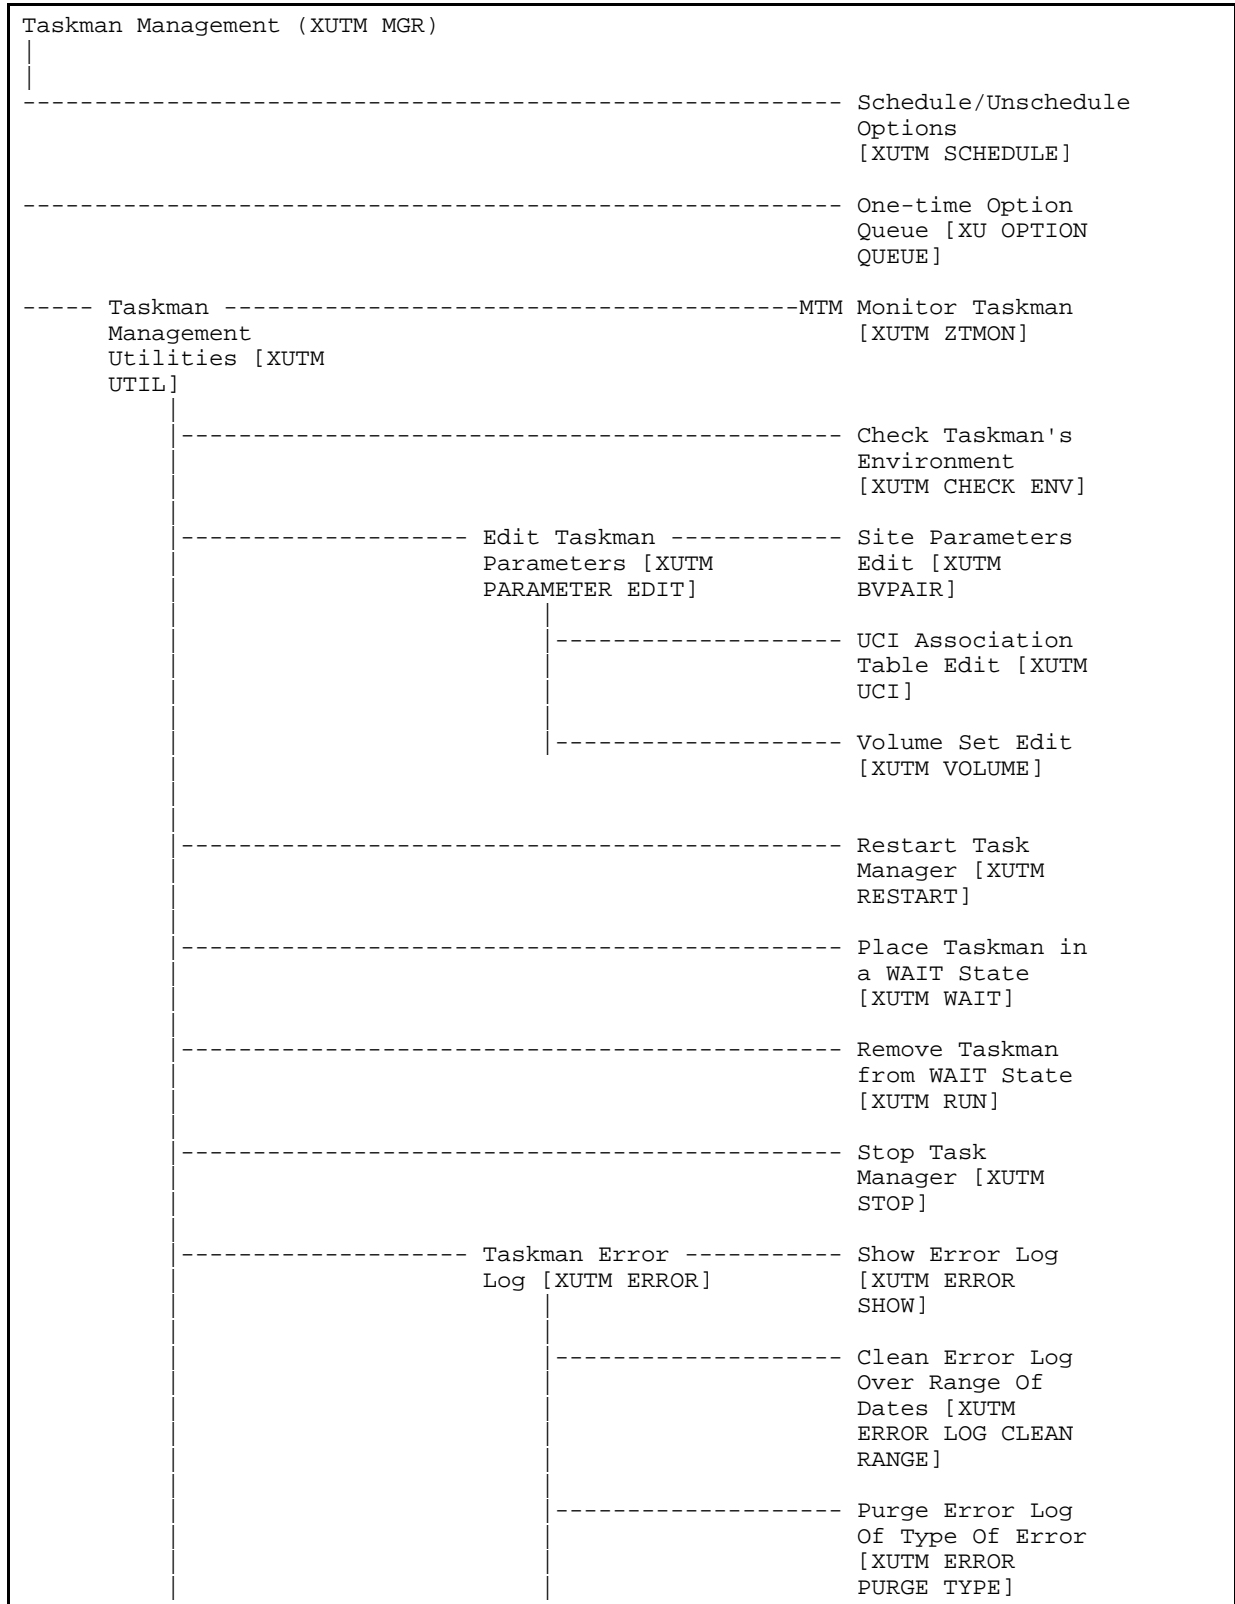 Taskman Management (XUTM MGR)
Schedule/Unschedule
Options
[XUTM SCHEDULE]
One-time Option
Queue [XU OPTION
QUEUE]
Taskman
Management
Utilities [XUTM
UTIL]
MTM Monitor Taskman
[XUTM ZTMON]
Check Taskman's
Environment
[XUTM CHECK ENV]
Edit Taskman
Parameters [XUTM
PARAMETER EDIT]
Site Parameters
Edit [XUTM
BVPAIR]
UCI Association
Table Edit [XUTM
UCI]
Volume Set Edit
[XUTM VOLUME]
Restart Task
Manager [XUTM
RESTART]
Place Taskman in
a WAIT State
[XUTM WAIT]
Remove Taskman
from WAIT State
[XUTM RUN]
Stop Task
Manager [XUTM
STOP]
Taskman Error
Log [XUTM ERROR]
Show Error Log
[XUTM ERROR
SHOW]
Clean Error Log
Over Range Of
Dates [XUTM
ERROR LOG CLEAN
RANGE]
Purge Error Log
Of Type Of Error
[XUTM ERROR
PURGE TYPE]